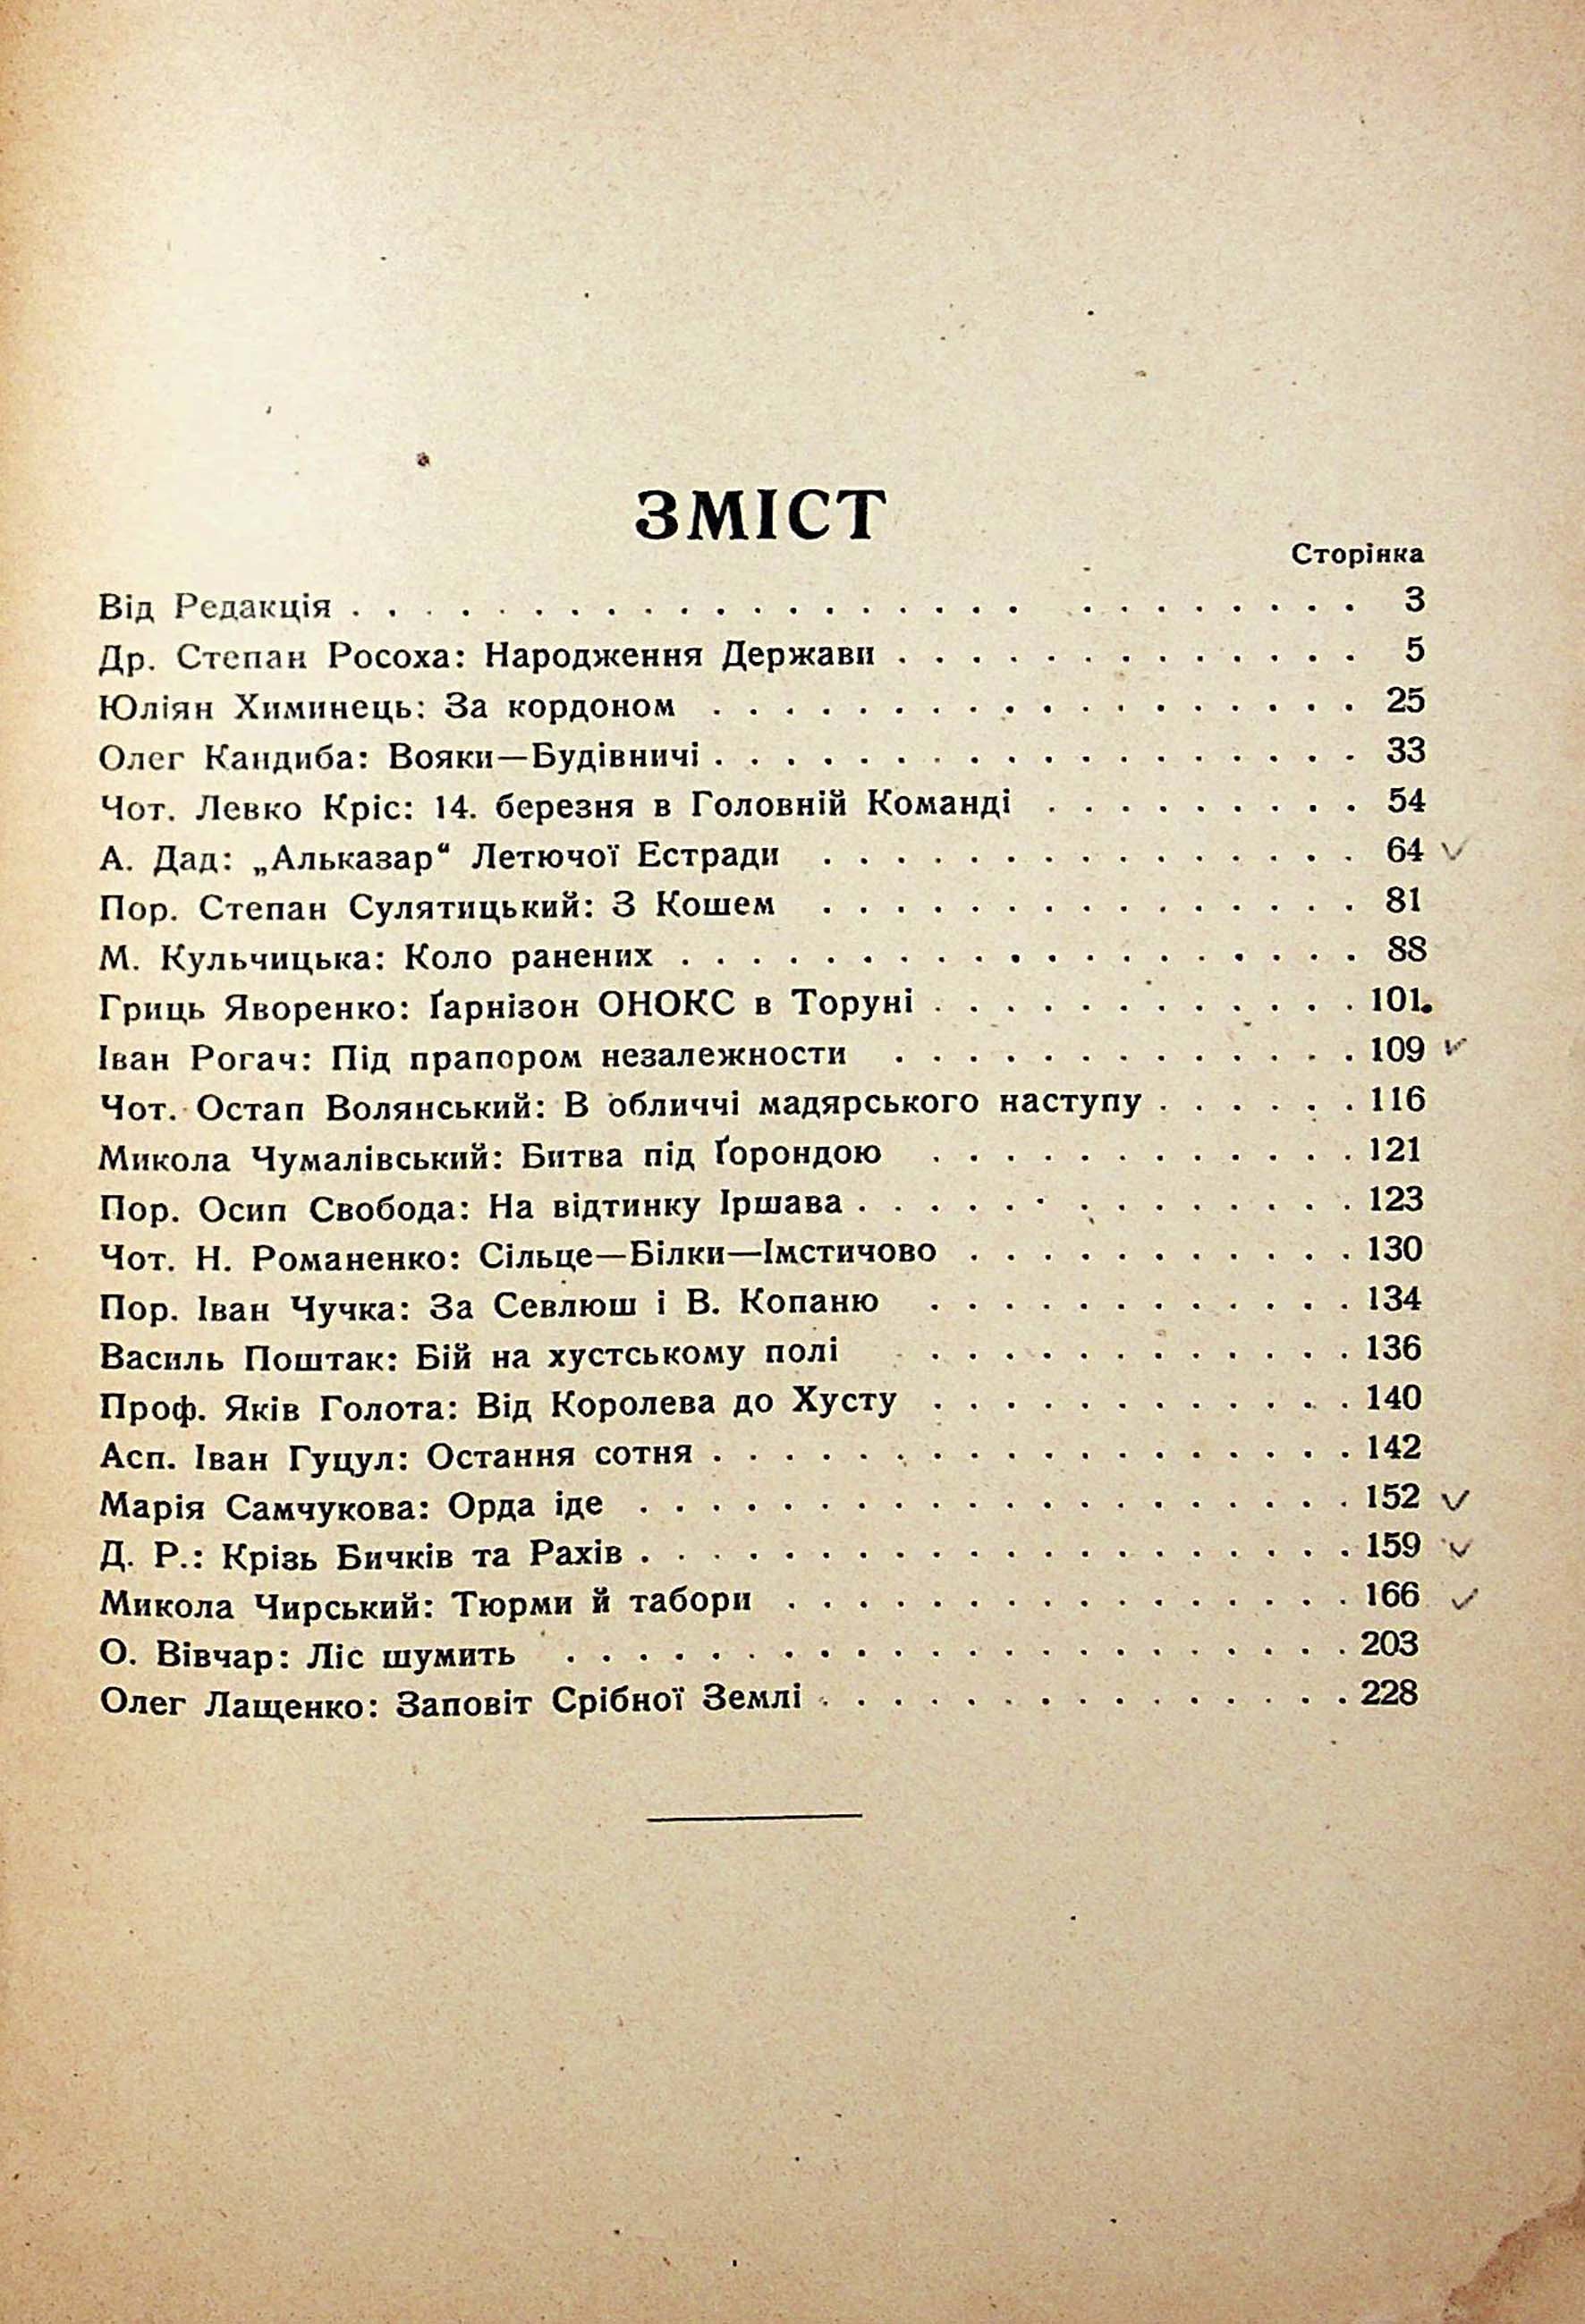 ЗМІСТ
Сторінка
Від Редакція . . . . . . . . . . . . . . . . . . . . . . . . . . 3
Др. Степан Росоха: Народження Держави . . . . . . . . . . . . . 5
Юліян Химинець: За кордоном . . . . . . . . . . . . . . . . . . 25
Олег Кандиба: Вояки—Будівничі . . . . . . . . . . . . . . . . . . 33
Чот. Левко Кріс: 14. березня в Головній Команді . . . . . . . . . 54
А. Дад: „Альказар“ Летючої Естради . . . . . . . . . . . . . . . 64
Пор. Степан Сулятицький: З Кошем . . . . . . . . . . . . . . . 81
М. Кульчицька: Коло ранених . . . . . . . . . . . . . . . . . . . 88
Гриць Яворенко: Ґарнізон ОНОКС в Торуні . . . . . . . . . . . . 101.
Іван Рогач: Під прапором незалежности . . . . . . . . . . . . . 109
Чот. Остап Волянський: В обличчі мадярського наступу . . . . . . 116
Микола Чумалівський: Битва під Ґорондою . . . . . . . . . . . . 121
Пор. Осип Свобода: На відтинку Іршава . . . . . . . . . . . . . . 123
Чот. Н. Романенко: Сільце—Білки—Імстичово . . . . . . . . . . . 130
Пор. Іван Чучка: За Севлюш і В. Копаню . . . . . . . . . . . . 134
Василь Поштак: Бій на хустському полі . . . . . . . . . . . . 136
Проф. Яків Голота: Від Королева до Хусту . . . . . . . . . . . . 140
Асп. Іван Гуцул: Остання сотня . . . . . . . . . . . . . . . . . . 142
Марія Самчукова: Орда іде . . . . . . . . . . . . . . . . . . . . 152
Д. Р.: Крізь Бичків та Рахів . . . . . . . . . . . . . . . . . . . . 159
Микола Чирський: Тюрми й табори . . . . . . . . . . . . . . . . 166
О. Вівчар: Ліс шумить . . . . . . . . . . . . . . . . . . . . . . 203
Олег Лащенко: Заповіт Срібної Землі . . . . . . . . . . . . . . . 228